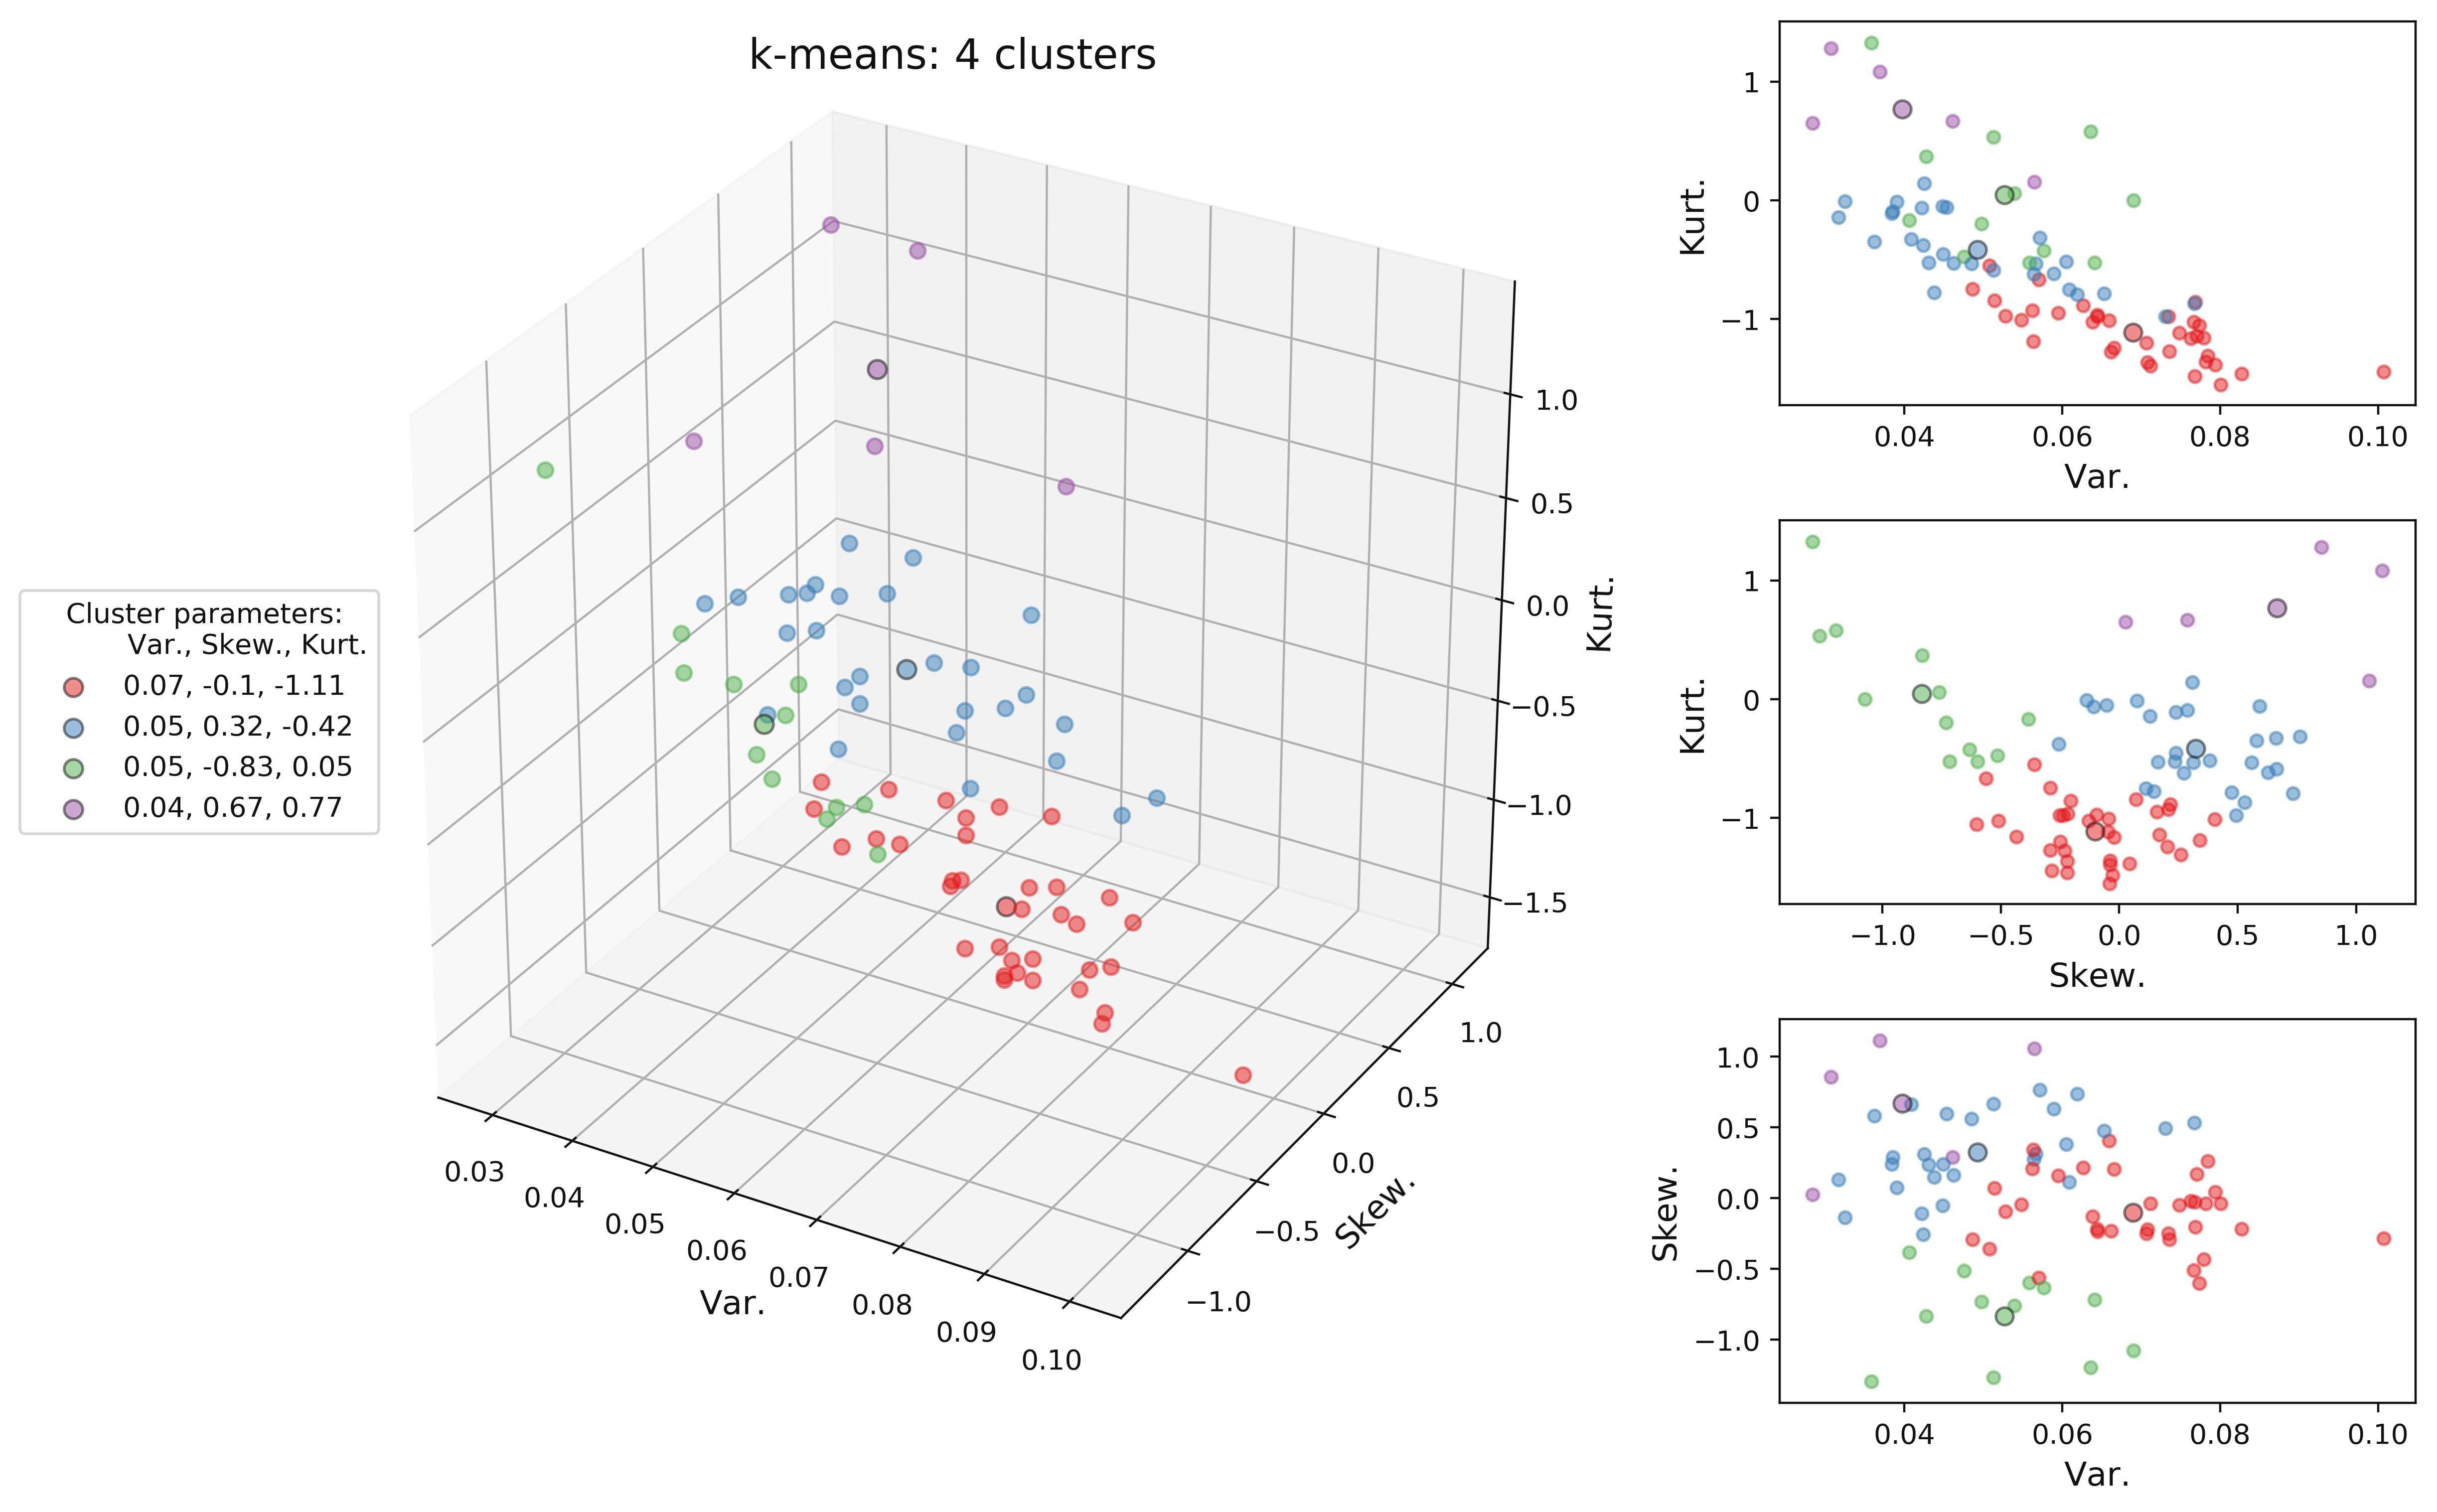 k-means: 4 clusters
Cluster parameters:
Var., Skew., Kurt.
0.07, -0.1, -1.11
0.05, 0.32, -0.42
0.05, -0.83, 0.05
0.04, 0.67, 0.77
1.0
0.5
0.0
−0.5
−1.0
−1.5
Kurt.
1.0
0.5
0.0
−0.5
−1.0
Skew.
0.03
0.04
0.05
0.06
0.07
0.08
0.09
0.10
Var.
1
0
−1
Kurt.
0.04 0.06 0.08 0.10
Var.
1
0
−1
Kurt.
−1.0 −0.5 0.0 0.5 1.0
Skew.
1.0
0.5
0.0
−0.5
−1.0
Skew.
0.04 0.06 0.08 0.10
Var.